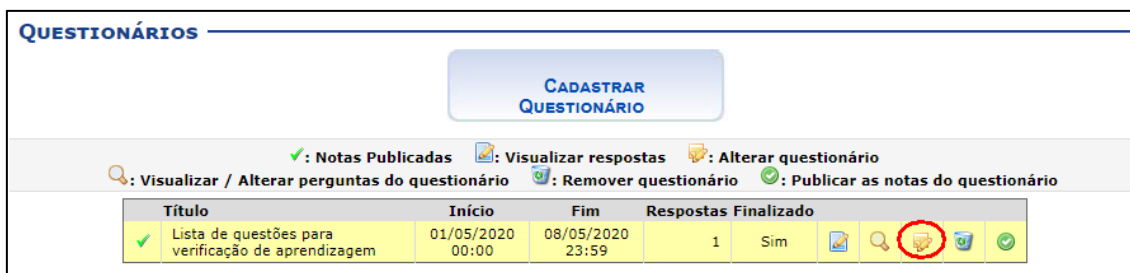 QUESTIONÁRIOS
CADASTRAR
QUESTIONÁRIO
: Notas Publicadas : Visualizar respostas : Alterar questionário
: Visualizar / Alterar perguntas do questionário : Remover questionário : Publicar as notas do questionário
Título Início Fim Respostas Finalizado
Lista de questões para 01/05/2020 08/05/2020 1 Sim
verificação de aprendizagem 00:00 23:59